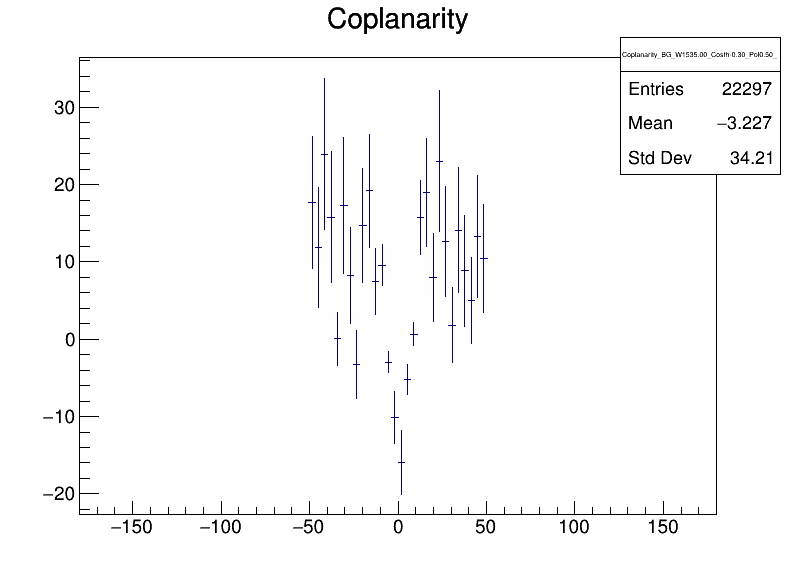 Coplanarity
Coplanarity_BG_W1535.00_Costh-0.30_Pol0.50_
Entries 22297
Mean −3.227
Std Dev 34.21
30
20
10
0
−10
−20
−150 −100 −50 0 50 100 150